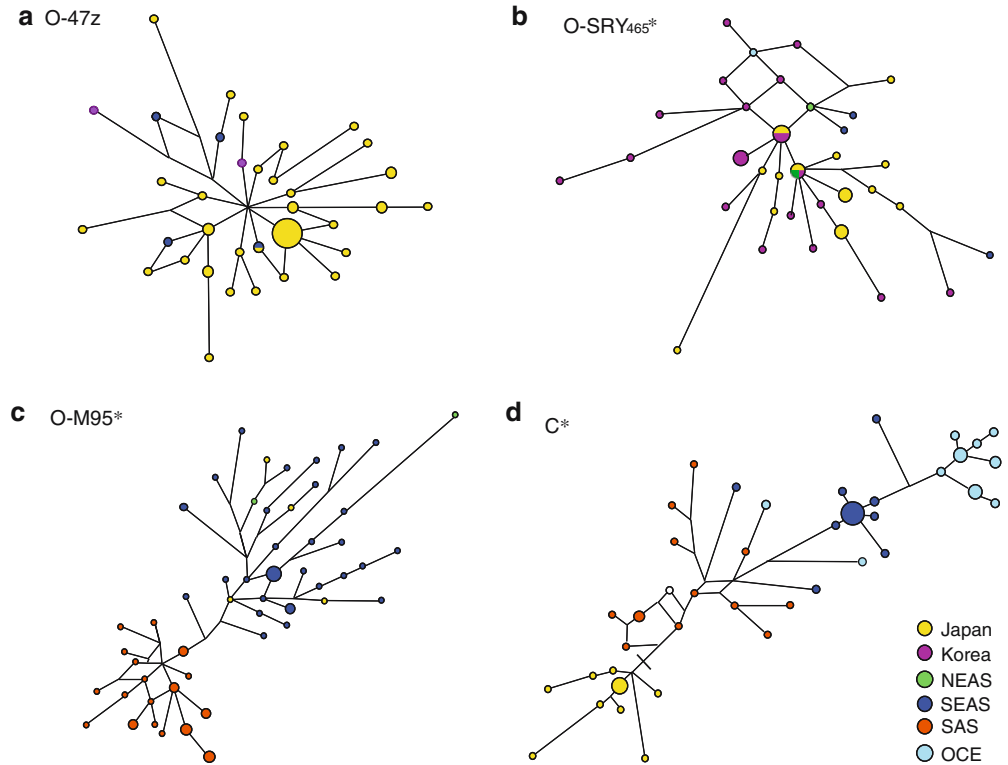 a O-47z
b O-SRY465*
c O-M95*
d C*
Japan
Korea
NEAS
SEAS
SAS
OCE